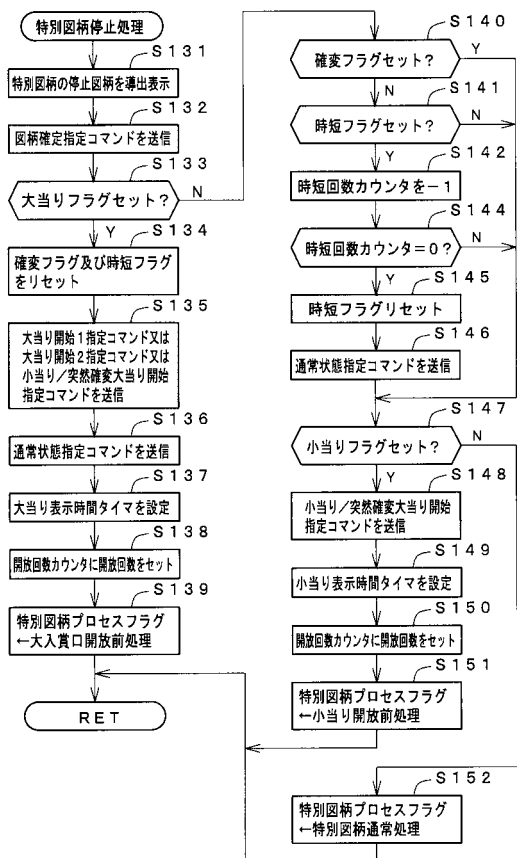 特別図柄停止処理
S131
特別図柄の停止図柄を導出表示
S132
図柄確定指定コマンドを送信
S133
大当りフラグセット？
N
Y
S134
確変フラグ及び時短フラグ
をリセット
S135
大当り開始1指定コマンド又は
大当り開始2指定コマンド又は
小当り／突然確変大当り開始
指定コマンドを送信
S136
通常状態指定コマンドを送信
S137
大当り表示時間タイマを設定
S138
開放回数カウンタに開放回数をセット
S139
特別図柄プロセスフラグ
←大入賞口開放前処理
RET
S140
確変フラグセット？
Y
N
S141
時短フラグセット？
N
Y
S142
時短回数カウンタを−1
S144
時短回数カウンタ＝0？
N
Y
S145
時短フラグリセット
S146
通常状態指定コマンドを送信
S147
小当りフラグセット？
N
Y
S148
小当り／突然確変大当り開始
指定コマンドを送信
S149
小当り表示時間タイマを設定
S150
開放回数カウンタに開放回数をセット
S151
特別図柄プロセスフラグ
←小当り開放前処理
S152
特別図柄プロセスフラグ
←特別図柄通常処理